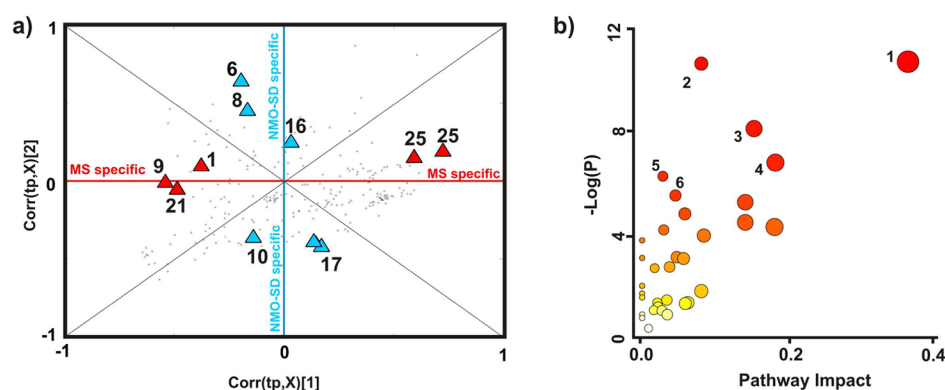 a)
1
NMO-SD specific
6
8
16
25 25
9
1
MS specific
MS specific
0
21
10
17
NMO-SD specific
-1
-1 0 1
Corr(tp,X)[1]
Corr(tp,X)[2]
b)
12
1
2
8
3
4
5
6
-Log(P)
4
0
0.0 0.2 0.4
Pathway Impact